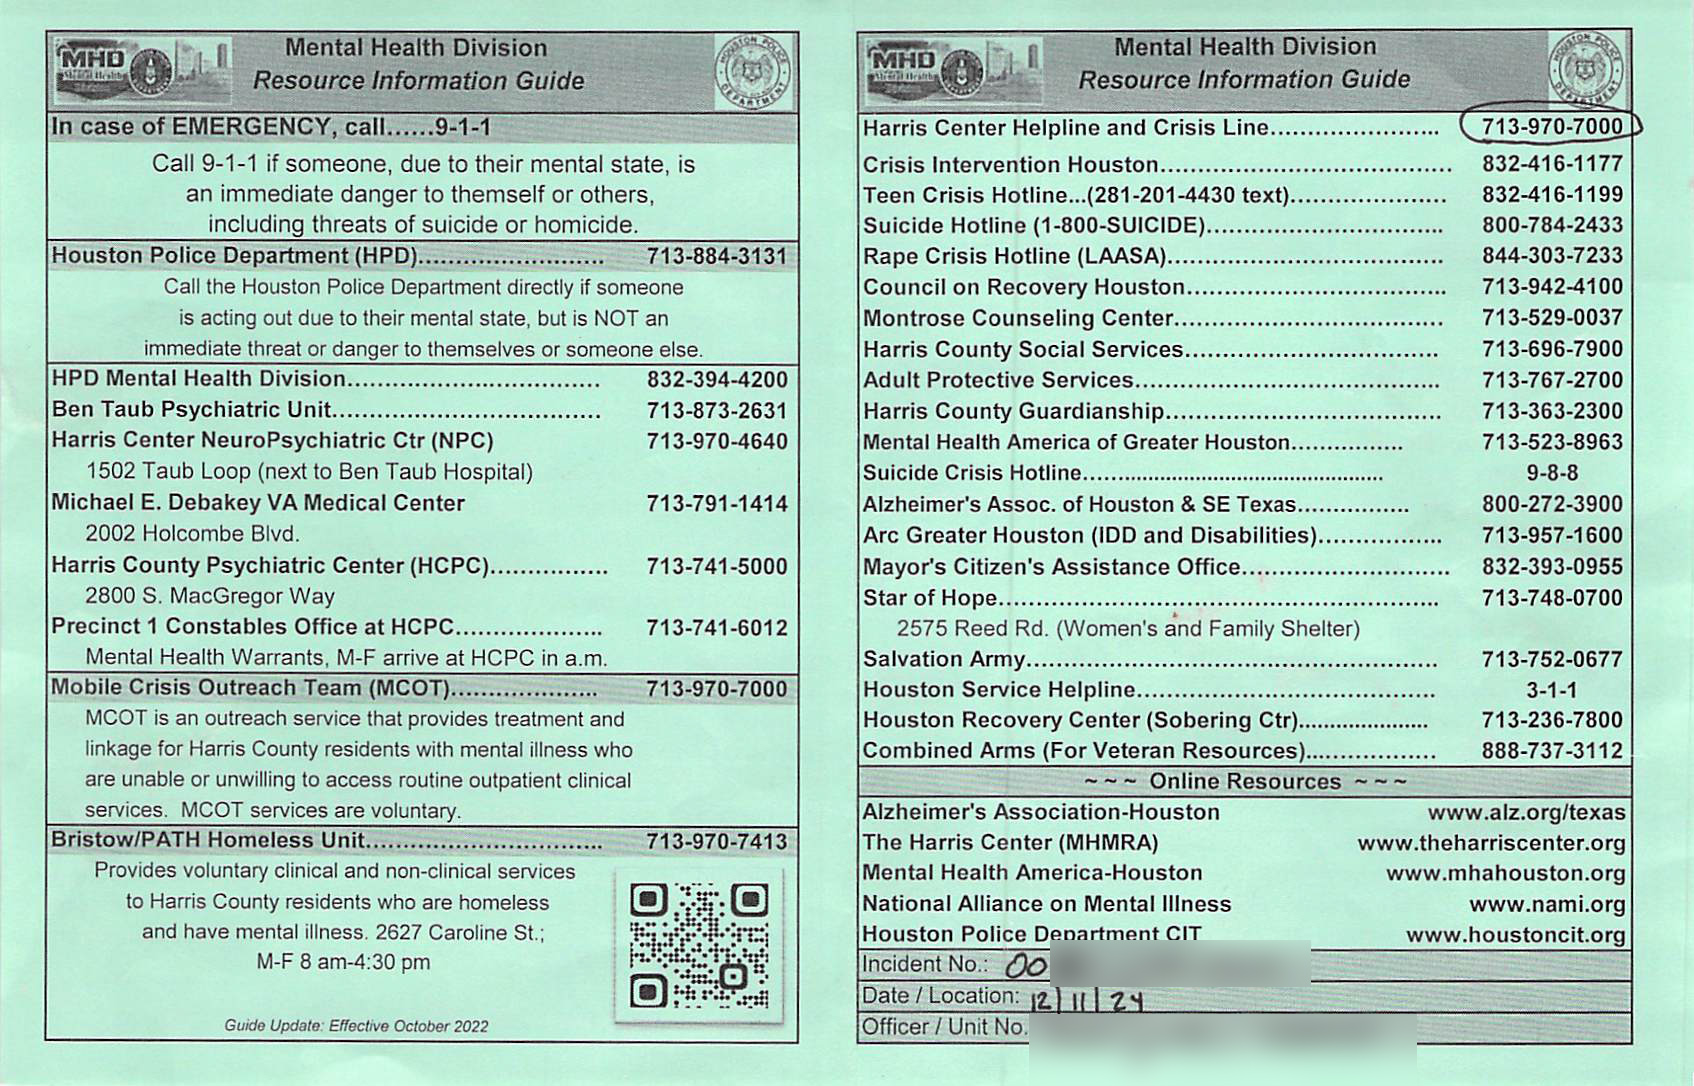 MHD
Mental Health
Mental Health Division
Resource Information Guide
HOUSTON POLICE DEPARTMENT
In case of EMERGENCY, call......9-1-1
Call 9-1-1 if someone, due to their mental state, is
an immediate danger to themself or others,
including threats of suicide or homicide.
Houston Police Department (HPD)......................... 713-884-3131
Call the Houston Police Department directly if someone
is acting out due to their mental state, but is NOT an
immediate threat or danger to themselves or someone else.
HPD Mental Health Division.................................. 832-394-4200
Ben Taub Psychiatric Unit.................................... 713-873-2631
Harris Center NeuroPsychiatric Ctr (NPC) 713-970-4640
1502 Taub Loop (next to Ben Taub Hospital)
Michael E. Debakey VA Medical Center 713-791-1414
2002 Holcombe Blvd.
Harris County Psychiatric Center (HCPC)................ 713-741-5000
2800 S. MacGregor Way
Precinct 1 Constables Office at HCPC.................... 713-741-6012
Mental Health Warrants, M-F arrive at HCPC in a.m.
Mobile Crisis Outreach Team (MCOT).................... 713-970-7000
MCOT is an outreach service that provides treatment and
linkage for Harris County residents with mental illness who
are unable or unwilling to access routine outpatient clinical
services. MCOT services are voluntary.
Bristow/PATH Homeless Unit................................ 713-970-7413
Provides voluntary clinical and non-clinical services
to Harris County residents who are homeless
and have mental illness. 2627 Caroline St.;
M-F 8 am-4:30 pm
Guide Update: Effective October 2022
MHD
Mental Health
Mental Health Division
Resource Information Guide
HOUSTON POLICE DEPARTMENT
Harris Center Helpline and Crisis Line....................... 713-970-7000
Crisis Intervention Houston....................................... 832-416-1177
Teen Crisis Hotline...(281-201-4430 text)..................... 832-416-1199
Suicide Hotline (1-800-SUICIDE)................................ 800-784-2433
Rape Crisis Hotline (LAASA)..................................... 844-303-7233
Council on Recovery Houston................................... 713-942-4100
Montrose Counseling Center.................................... 713-529-0037
Harris County Social Services.................................. 713-696-7900
Adult Protective Services......................................... 713-767-2700
Harris County Guardianship..................................... 713-363-2300
Mental Health America of Greater Houston............... 713-523-8963
Suicide Crisis Hotline................................................ 9-8-8
Alzheimer's Assoc. of Houston & SE Texas............... 800-272-3900
Arc Greater Houston (IDD and Disabilities)................. 713-957-1600
Mayor's Citizen's Assistance Office............................ 832-393-0955
Star of Hope........................................................... 713-748-0700
2575 Reed Rd. (Women's and Family Shelter)
Salvation Army....................................................... 713-752-0677
Houston Service Helpline........................................ 3-1-1
Houston Recovery Center (Sobering Ctr)...................... 713-236-7800
Combined Arms (For Veteran Resources).................. 888-737-3112
~ ~ ~ Online Resources ~ ~ ~
Alzheimer's Association-Houston www.alz.org/texas
The Harris Center (MHMRA) www.theharriscenter.org
Mental Health America-Houston www.mhahouston.org
National Alliance on Mental Illness www.nami.org
Houston Police Department CIT www.houstoncit.org
Incident No.: 00
Date / Location: 12/11/24
Officer / Unit No.